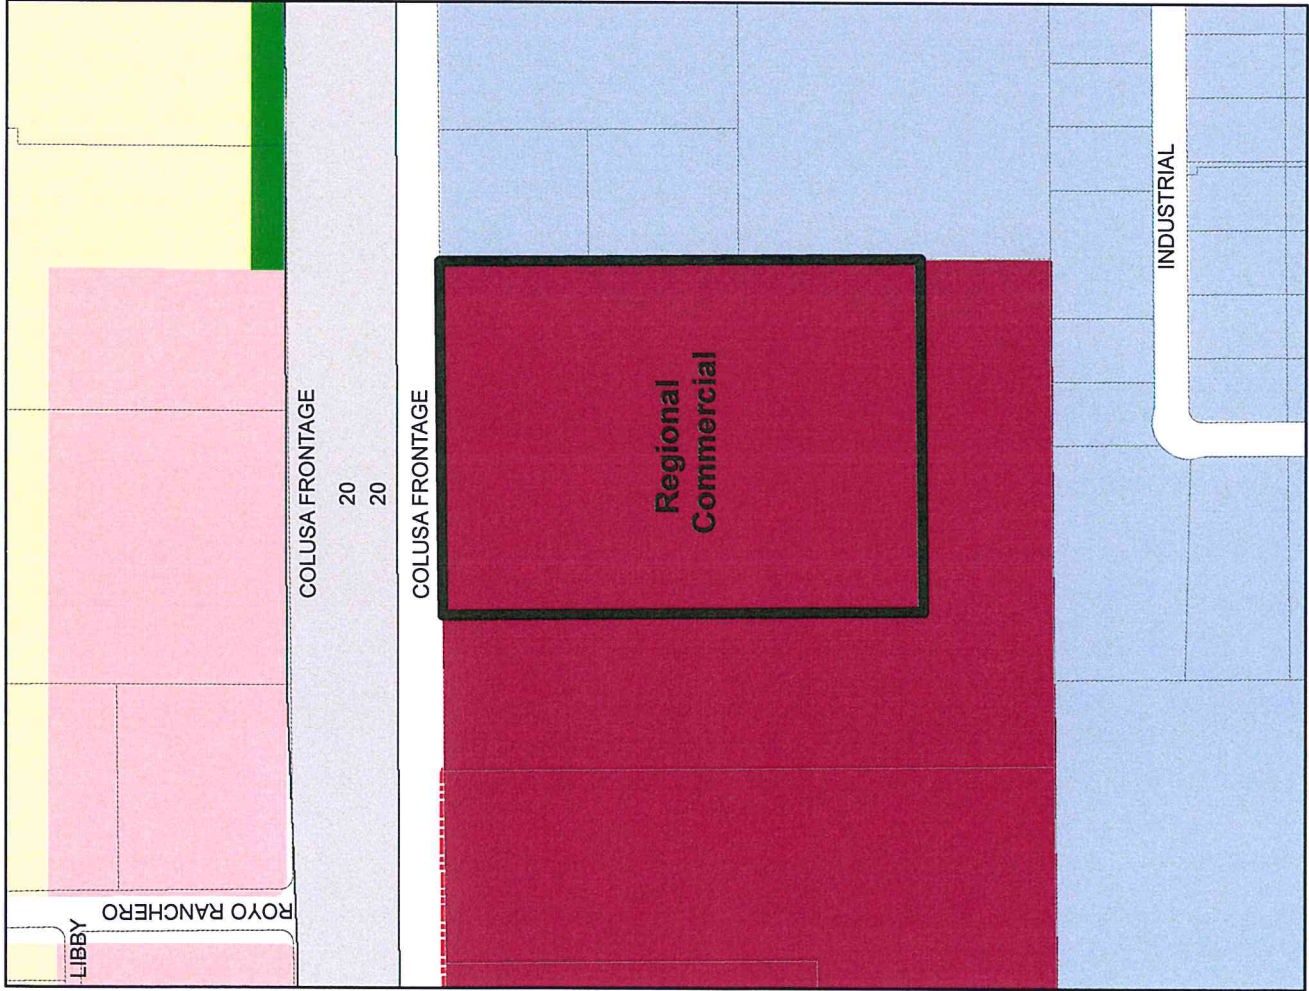 LIBBY
ROYO RANCHERO
COLUSA FRONTAGE
20
20
COLUSA FRONTAGE
Regional
Commercial
INDUSTRIAL